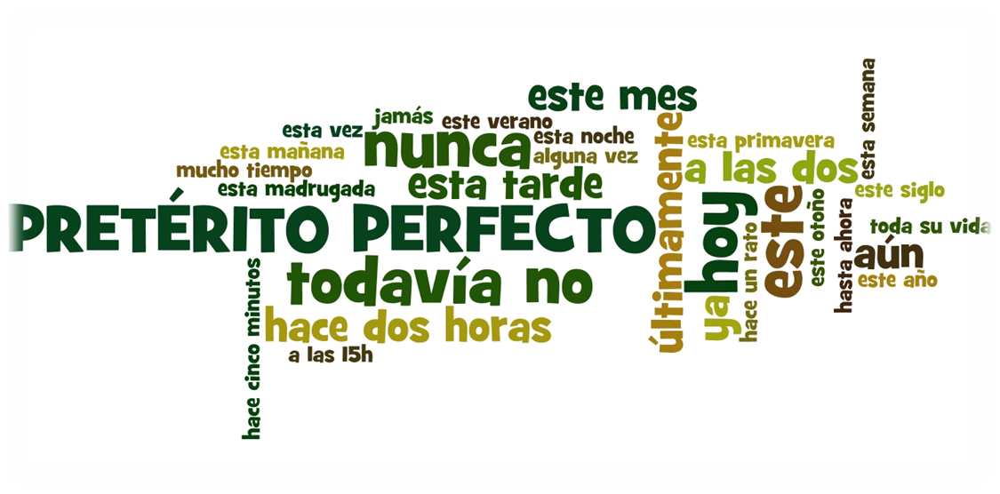 este mes
esta semana
jamás
este verano
esta vez
nunca
esta noche
esta primavera
esta mañana
alguna vez
a las dos
mucho tiempo
esta madrugada
esta tarde
últimamente
este siglo
PRETÉRITO PERFECTO
hoy
este
este otoño
hasta ahora
toda su vida
aún
este año
todavía no
ya
hace un rato
hace cinco minutos
hace dos horas
a las 15h